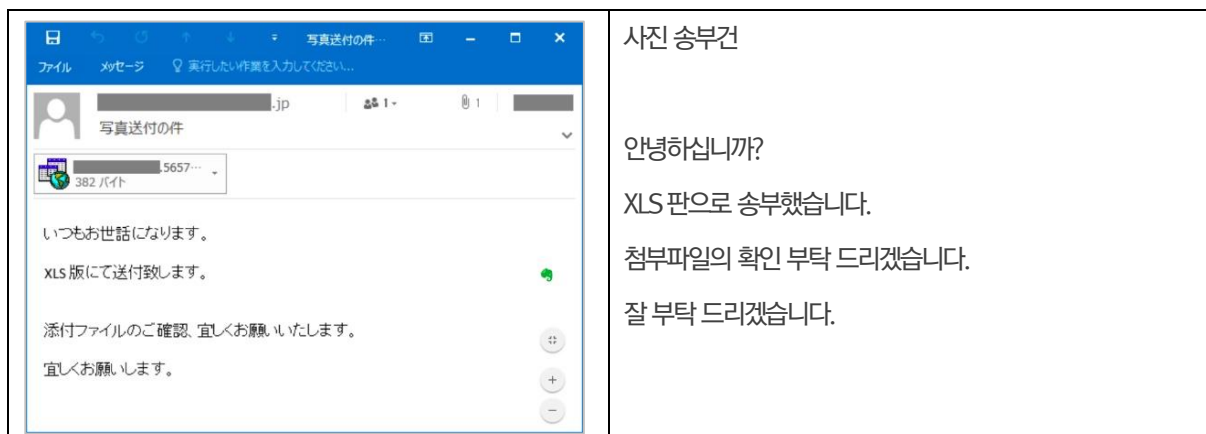 写真送付の件…
ファイル メッセージ 実行したい作業を入力してください...
.jp 1 1
写真送付の件
.5657…
382 バイト
いつもお世話になります。
XLS 版にて送付致します。
添付ファイルのご確認、宜しくお願いいたします。
宜しくお願いします。
사진 송부건
안녕하십니까?
XLS 판으로 송부했습니다.
첨부파일의 확인 부탁 드리겠습니다.
잘 부탁 드리겠습니다.